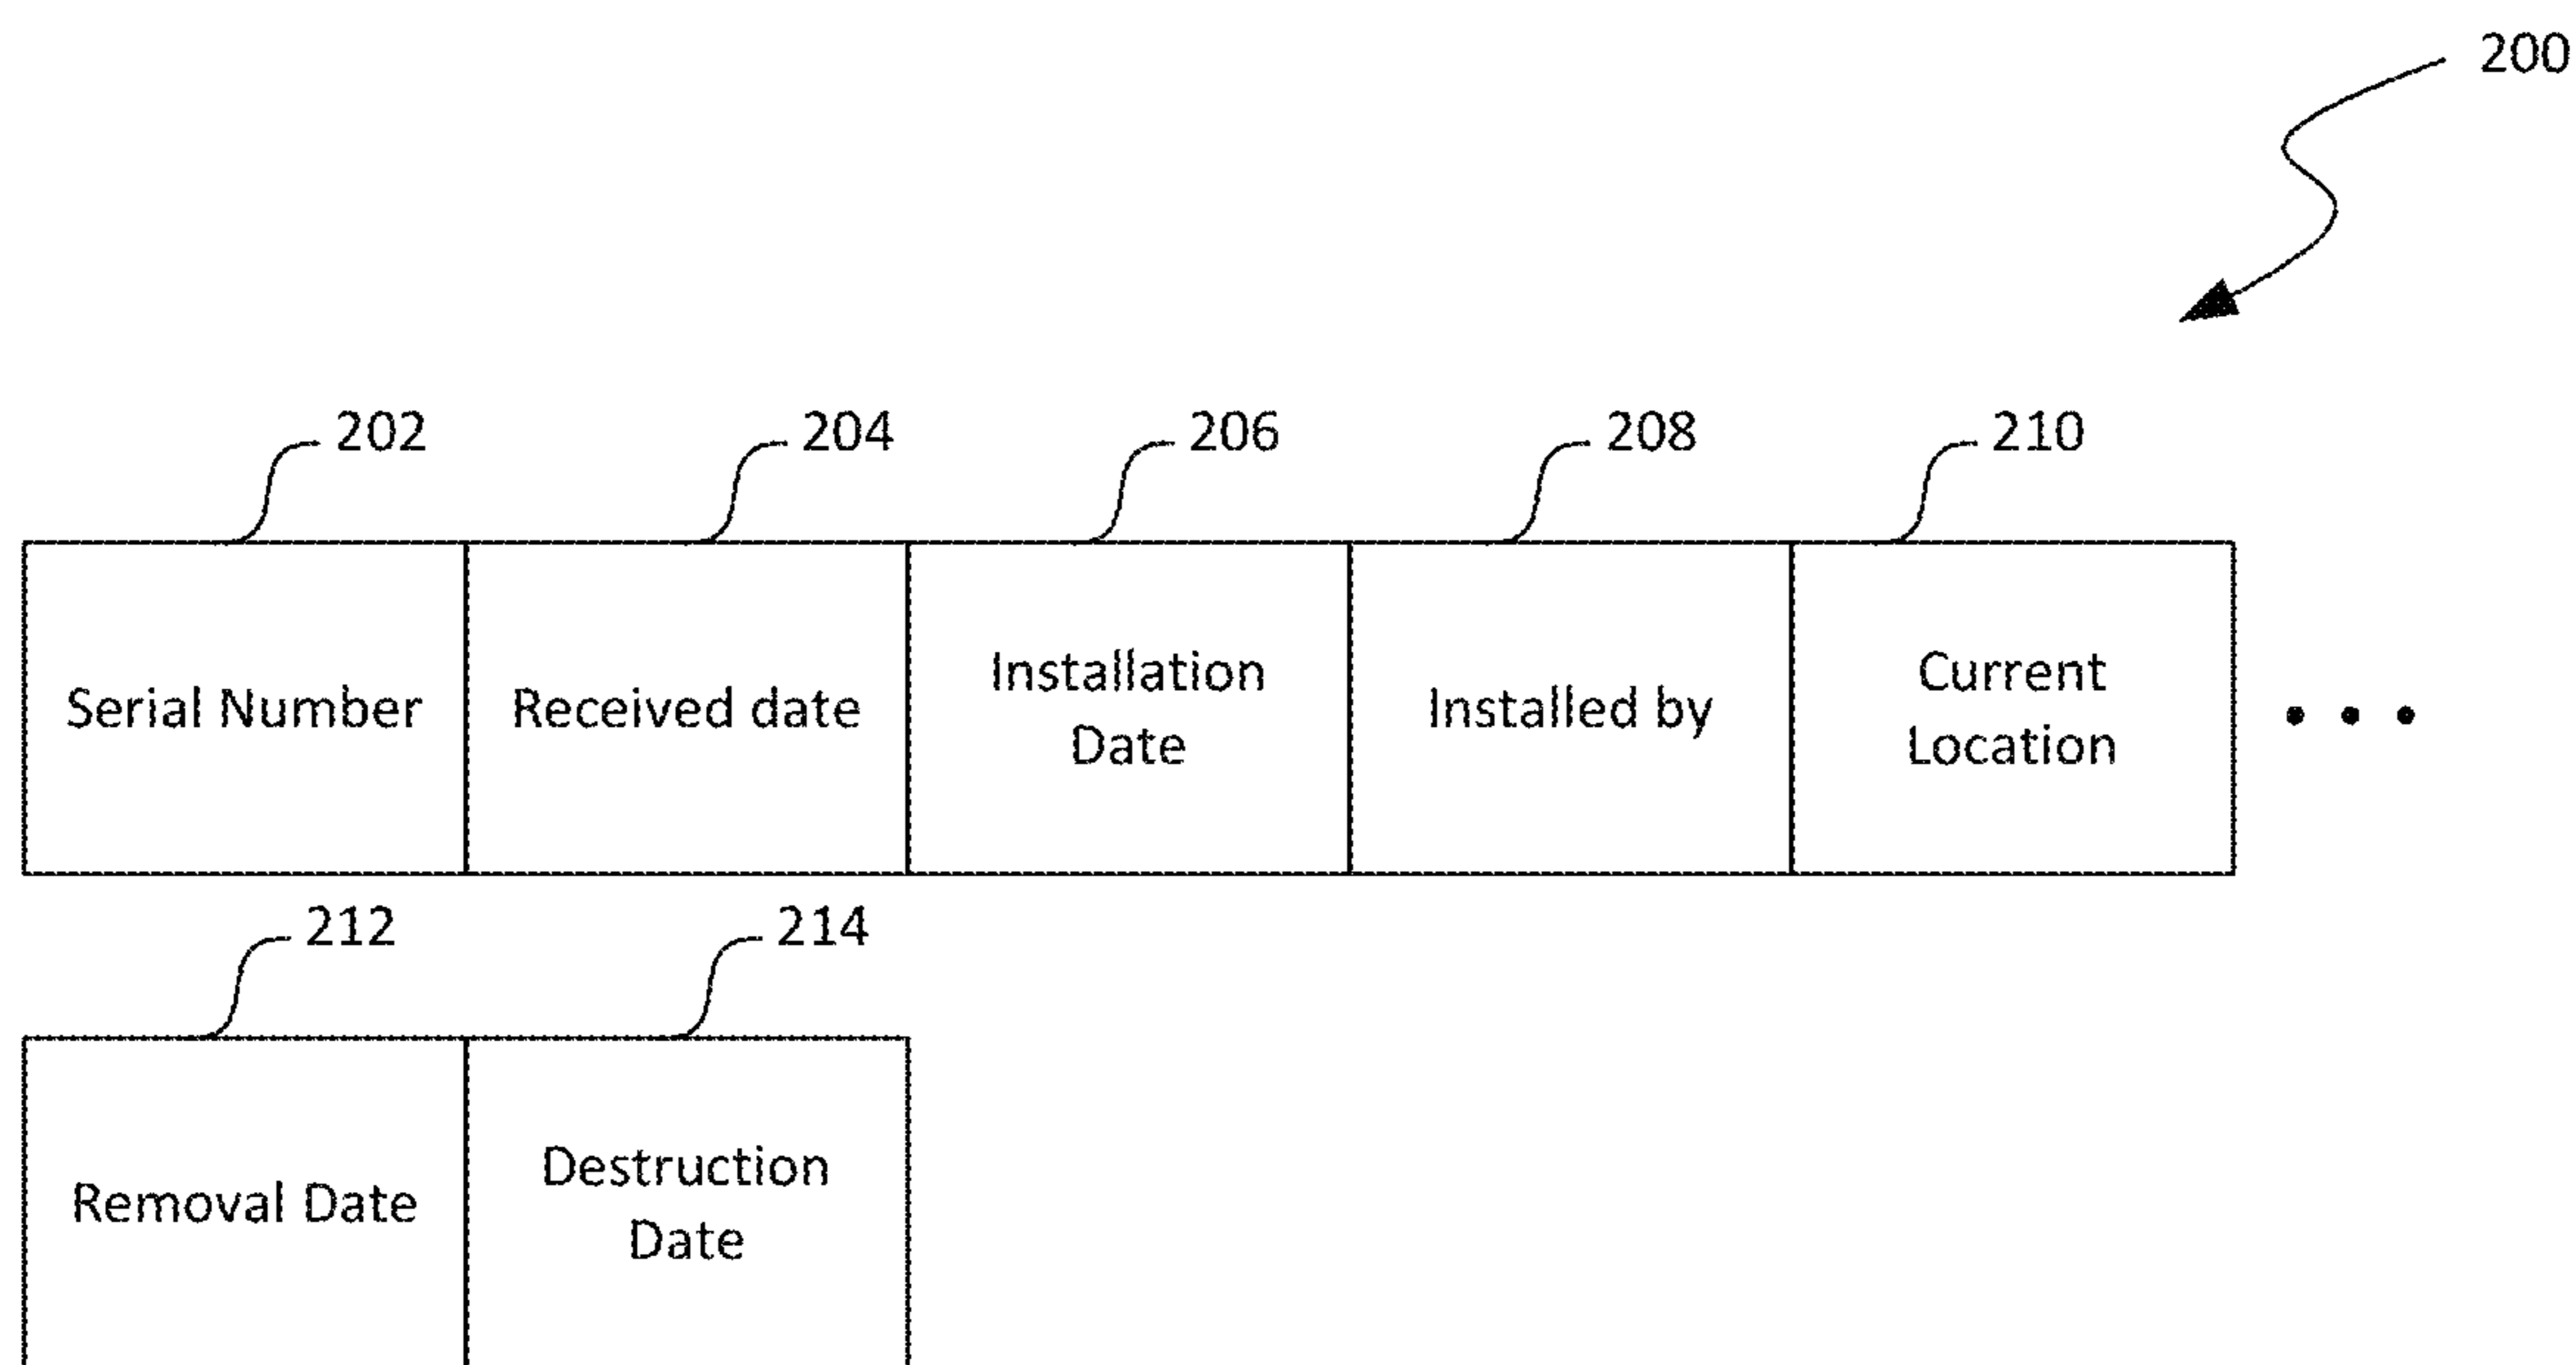 200
202 204 206 208 210
Serial Number Received date Installation Date Installed by Current Location • • •
212 214
Removal Date Destruction Date